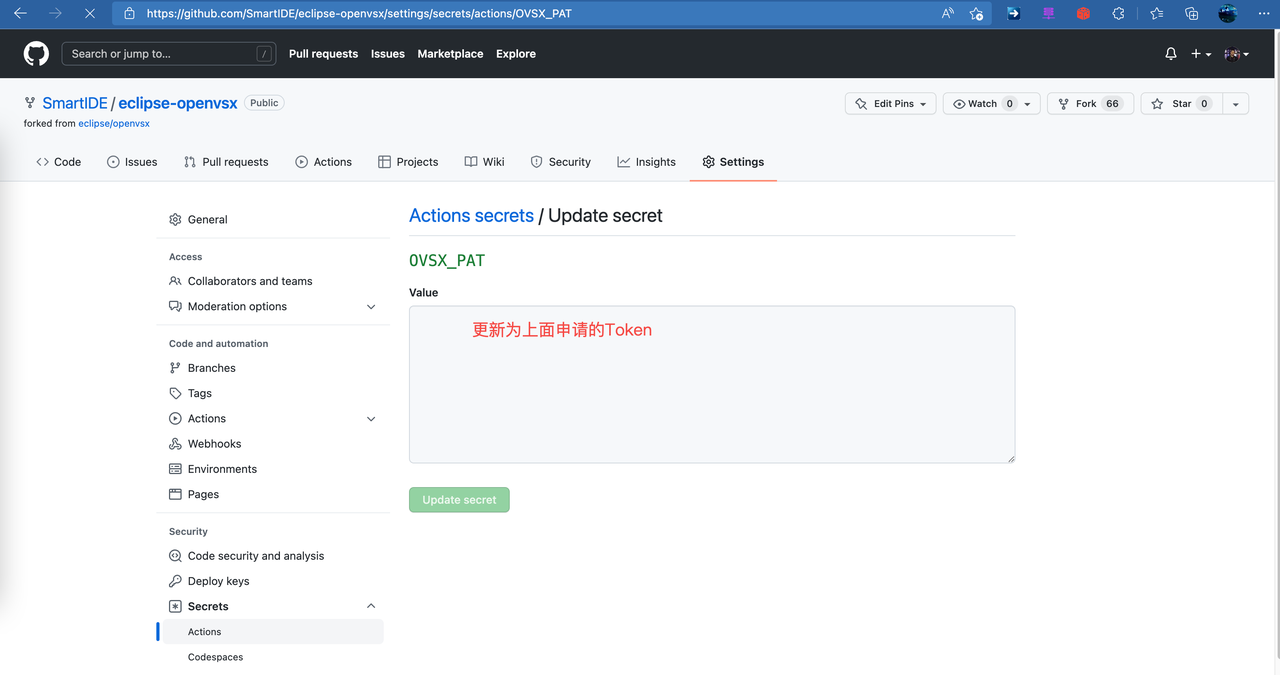 https://github.com/SmartIDE/eclipse-openvsx/settings/secrets/actions/OVSX_PAT
Search or jump to... / Pull requests Issues Marketplace Explore
SmartIDE / eclipse-openvsx Public
Edit Pins Watch 0 Fork 66 Star 0
forked from eclipse/openvsx
Code Issues Pull requests Actions Projects Wiki Security Insights Settings
General
Access
Collaborators and teams
Moderation options
Code and automation
Branches
Tags
Actions
Webhooks
Environments
Pages
Security
Code security and analysis
Deploy keys
Secrets
Actions
Codespaces
Actions secrets / Update secret
OVSX_PAT
Value
更新为上面申请的Token
Update secret